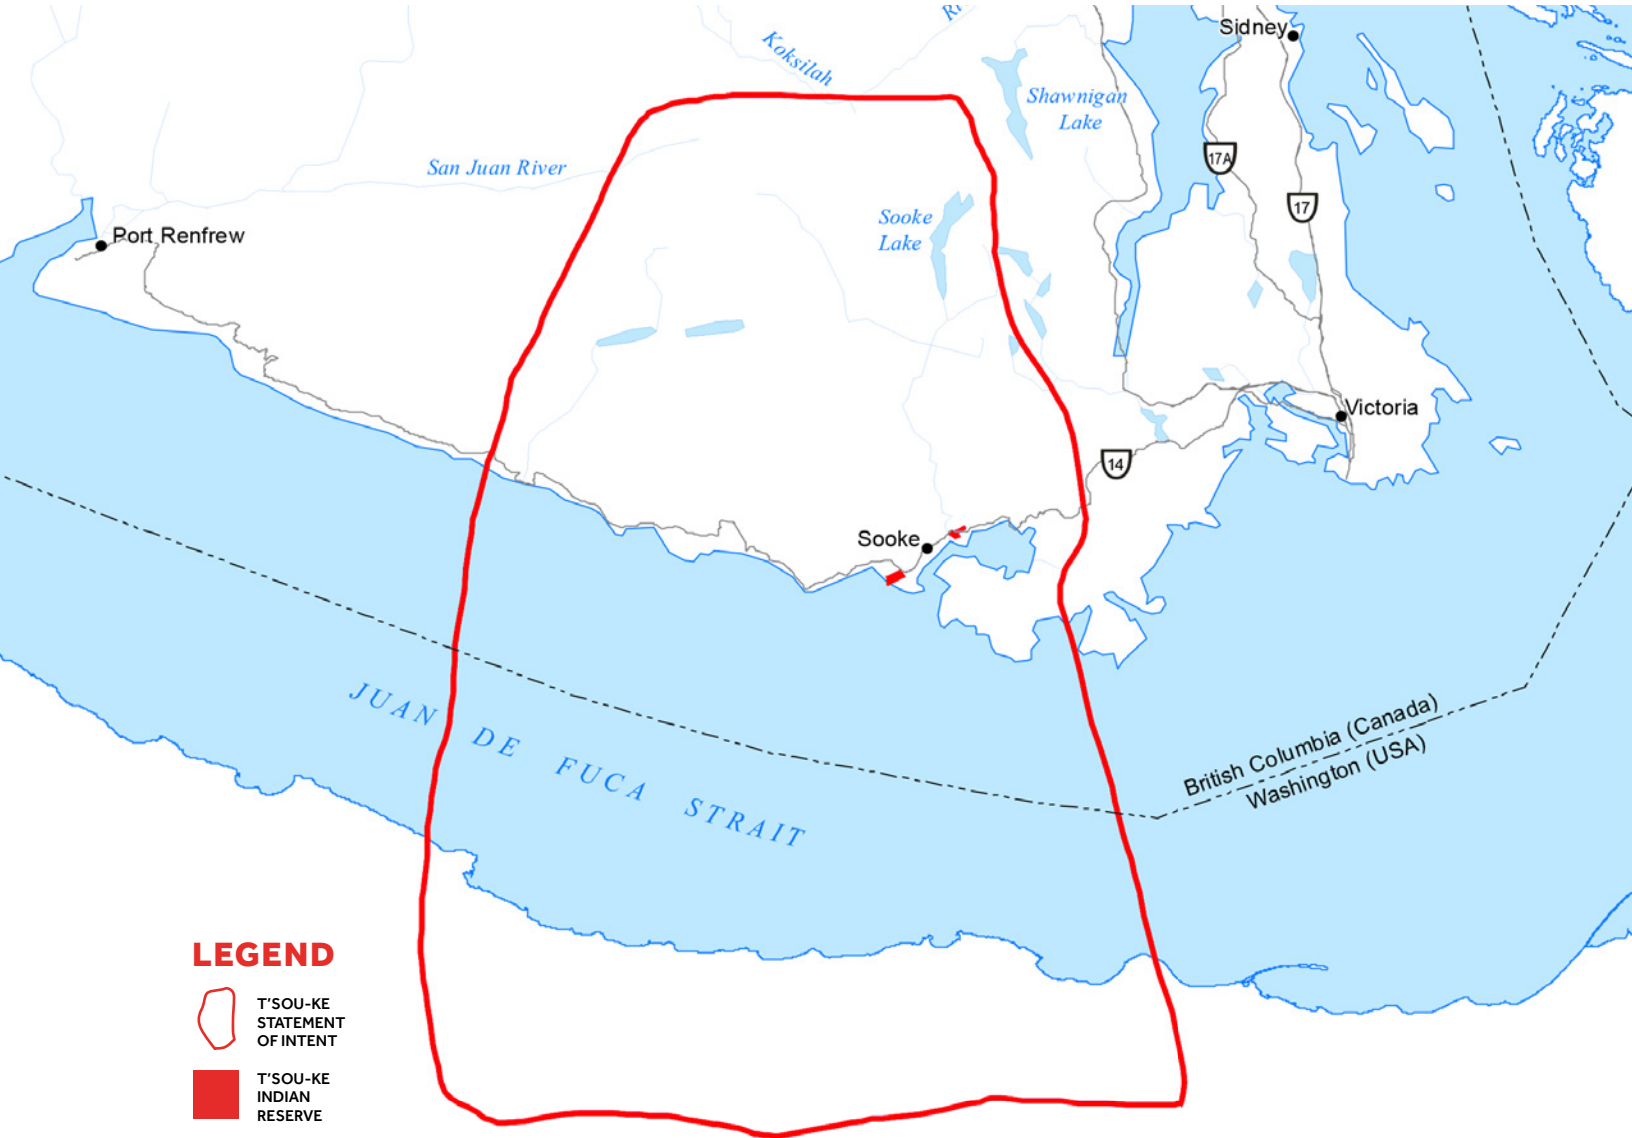 Sidney
Koksilah
Shawnigan
Lake
17A
San Juan River
17
Sooke
Lake
Port Renfrew
Victoria
14
Sooke
JUAN DE FUCA STRAIT
British Columbia (Canada)
Washington (USA)
LEGEND
T'SOU-KE
STATEMENT
OF INTENT
T'SOU-KE
INDIAN
RESERVE